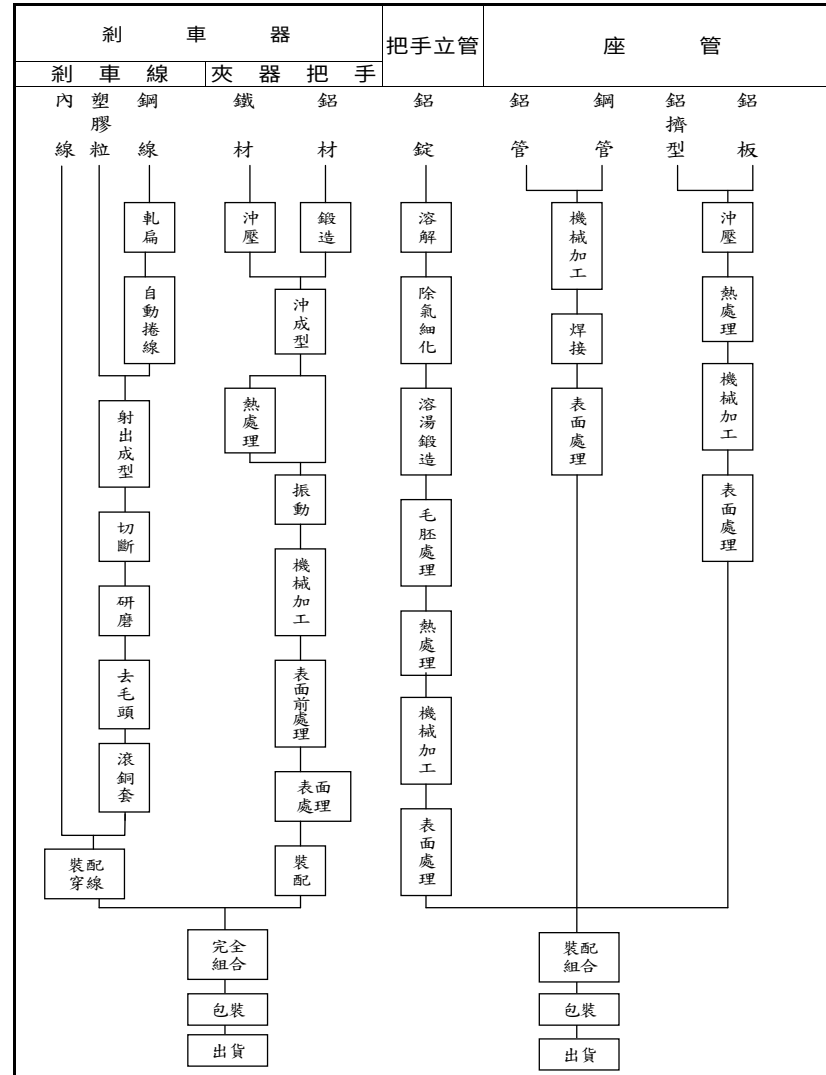 剎車器
把手立管
座管
剎車線
夾器把手
內線
塑膠粒
鋼線
鐵材
鋁材
鋁錠
鋁管
鋼管
鋁擠型
鋁板
軋扁
自動捲線
射出成型
切斷
研磨
去毛頭
滾銅套
裝配
穿線
沖壓
鍛造
沖成型
熱處理
振動
機械加工
表面前處理
表面
處理
裝配
完全
組合
包裝
出貨
溶解
除氣細化
溶湯鍛造
毛胚處理
熱處理
機械加工
表面處理
機械加工
焊接
表面處理
沖壓
熱處理
機械加工
表面處理
裝配
組合
包裝
出貨